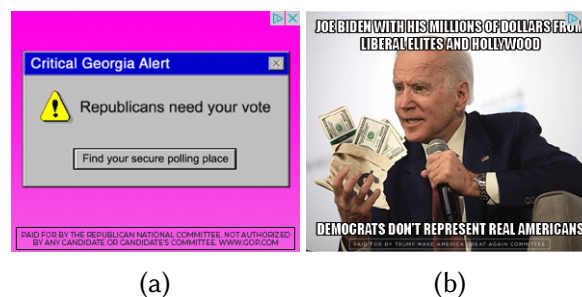 Critical Georgia Alert
Republicans need your vote
Find your secure polling place
PAID FOR BY THE REPUBLICAN NATIONAL COMMITTEE. NOT AUTHORIZED
BY ANY CANDIDATE OR CANDIDATE'S COMMITTEE. WWW.GOP.COM
(a)
JOE BIDEN WITH HIS MILLIONS OF DOLLARS FROM
LIBERAL ELITES AND HOLLYWOOD
DEMOCRATS DON'T REPRESENT REAL AMERICANS
PAID FOR BY TRUMP MAKE AMERICA GREAT AGAIN COMMITTEE
(b)